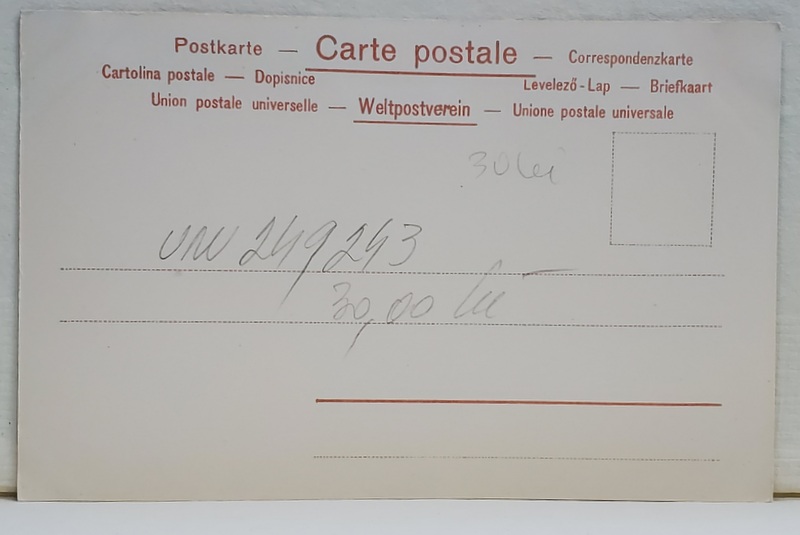 Postkarte — Carte postale — Correspondenzkarte
Cartolina postale — Dopisnice Levelező-Lap — Briefkaart
Union postale universelle — Weltpostverein — Unione postale universale
30 lei
249243
30,00 lei